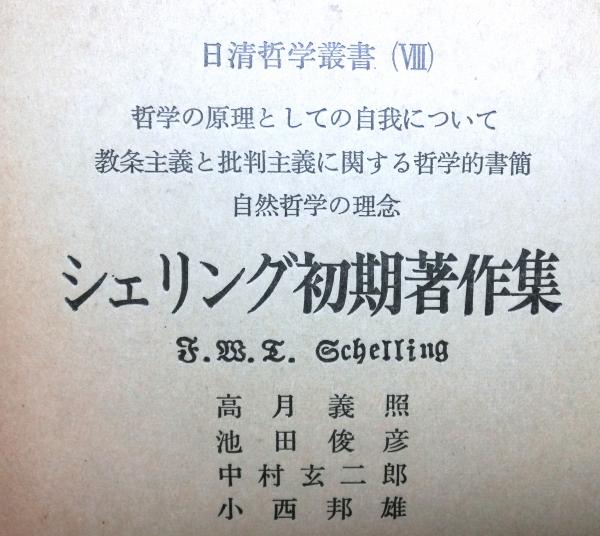 日清哲学叢書(Ⅷ)
哲学の原理としての自我について
教条主義と批判主義に関する哲学的書簡
自然哲学の理念
シェリング初期著作集
F.W.T. Schelling
高月義照
池田俊彦
中村玄二郎
小西邦雄